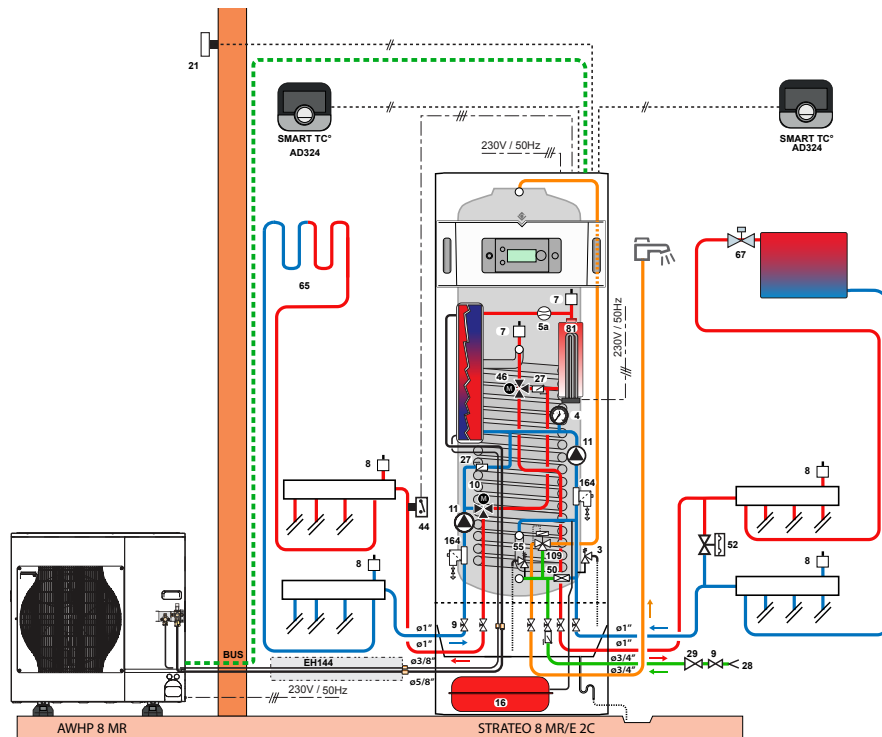 21
SMART TC°
AD324
SMART TC°
AD324
230V / 50Hz
65
67
7
5a
81
7
230V / 50Hz
46
27
4
11
27
8
10
164
8
11
44
52
164
55
109
3
50
8
8
9
ø1"
ø1"
ø1"
ø1"
BUS
EH144
ø3/8"
ø5/8"
ø3/4"
ø3/4"
29
9
28
230V / 50Hz
16
AWHP 8 MR
STRATEO 8 MR/E 2C